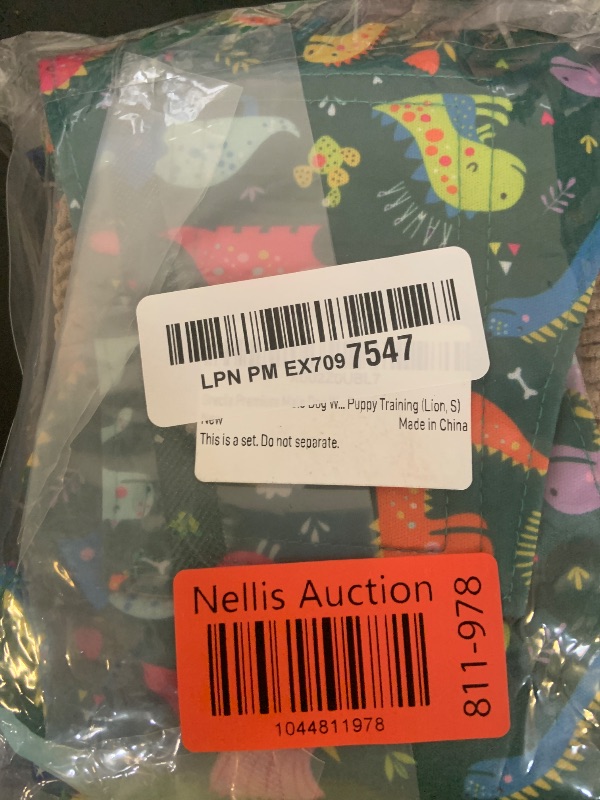 RAWRRR
LPN PM EX709 7547
Puppy Training (Lion, S)
New
Made in China
This is a set. Do not separate.
Nellis Auction
1044811978
811-978